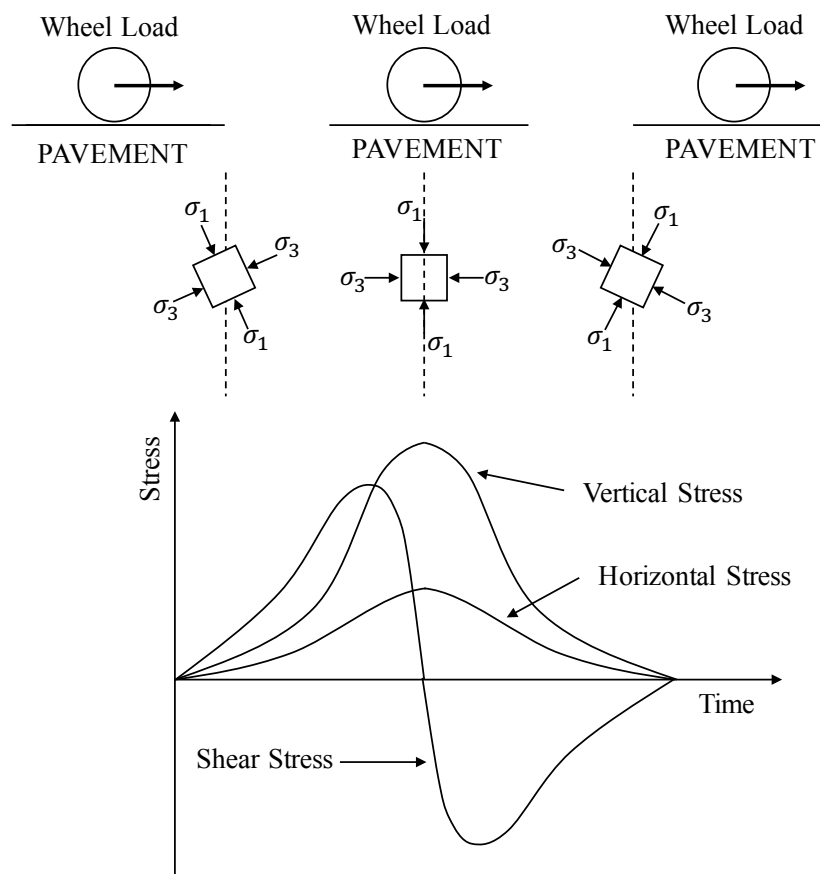 Wheel Load
Wheel Load
Wheel Load
PAVEMENT
PAVEMENT
PAVEMENT
σ₁
σ₃
σ₃
σ₁
σ₁
σ₃
σ₃
σ₁
σ₁
σ₃
σ₁
σ₃
Stress
Vertical Stress
Horizontal Stress
Time
Shear Stress